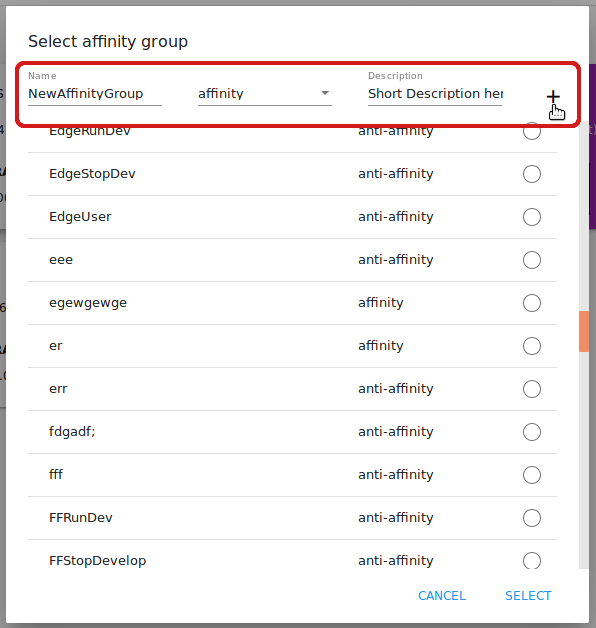 Select affinity group
Name Description
NewAffinityGroup affinity Short Description her
EdgeRunDev anti-affinity
EdgeStopDev anti-affinity
EdgeUser anti-affinity
eee anti-affinity
egewgewge affinity
er affinity
err anti-affinity
fdgadf; anti-affinity
fff anti-affinity
FFRunDev anti-affinity
FFStopDevelop anti-affinity
CANCEL SELECT